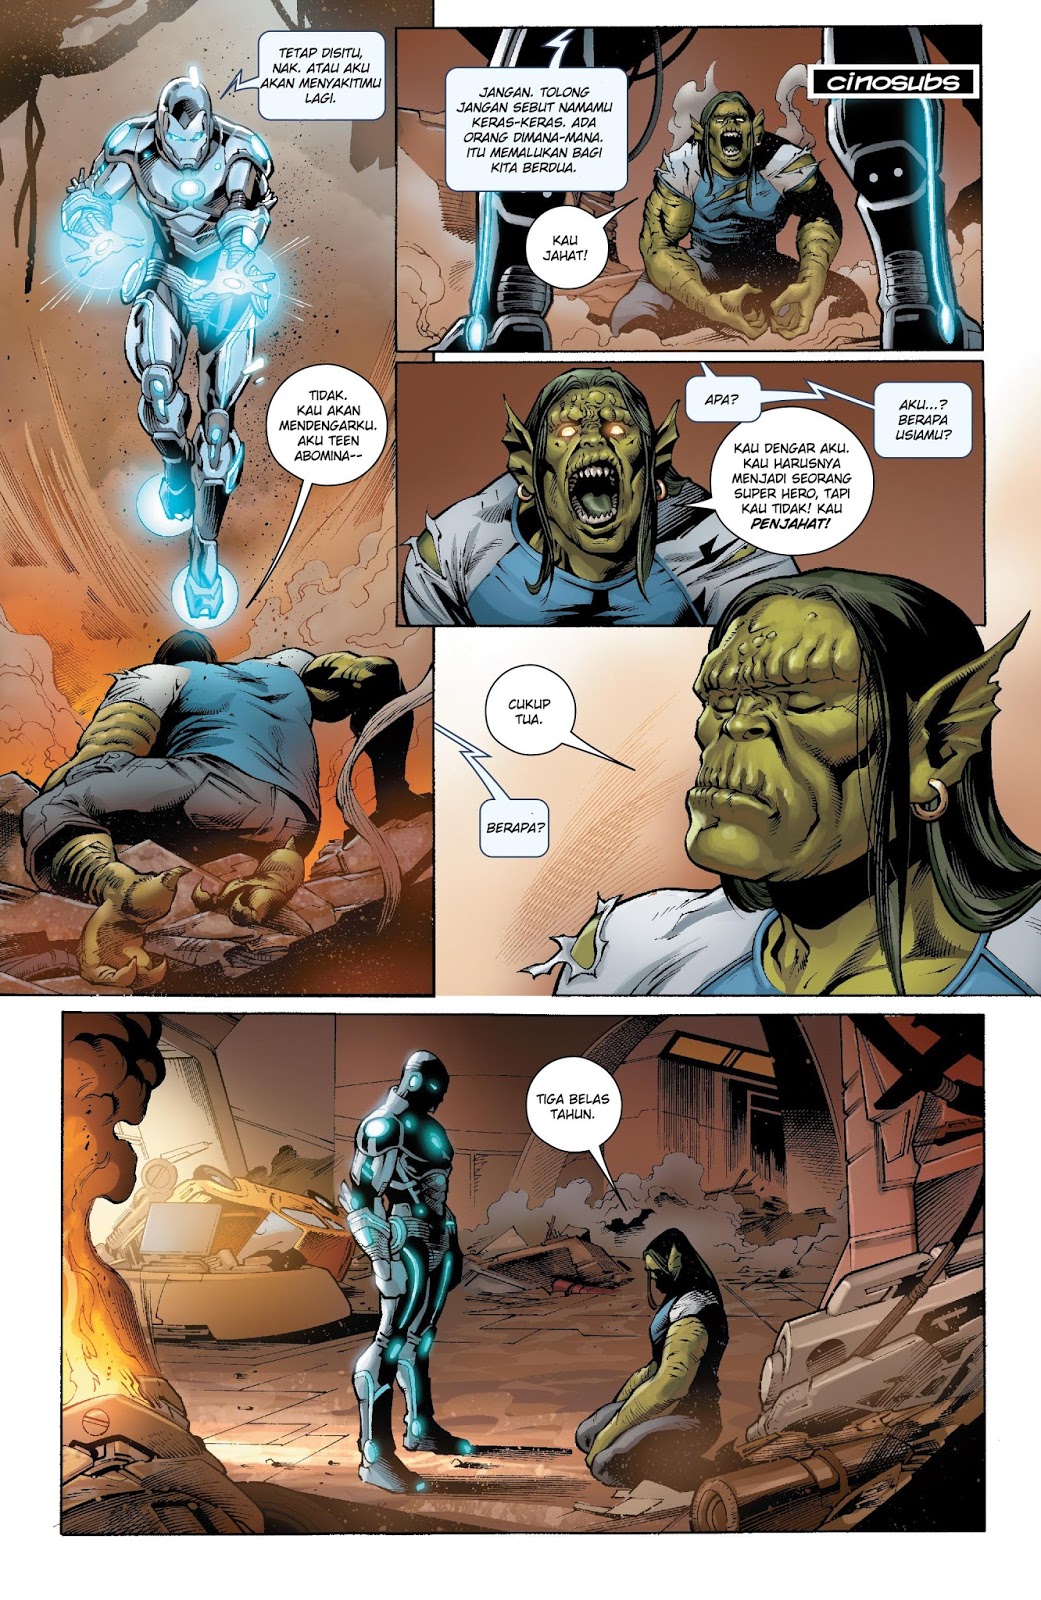 TETAP DISITU,
NAK. ATAU AKU
AKAN MENYAKITIMU
LAGI.
TIDAK.
KAU AKAN
MENDENGARKU.
AKU TEEN
ABOMINA--
JANGAN. TOLONG
JANGAN SEBUT NAMAMU
KERAS-KERAS. ADA
ORANG DIMANA-MANA.
ITU MEMALUKAN BAGI
KITA BERDUA.
cinosubs
KAU
JAHAT!
APA?
KAU DENGAR AKU.
KAU HARUSNYA
MENJADI SEORANG
SUPER HERO, TAPI
KAU TIDAK! KAU
PENJAHAT!
AKU...?
BERAPA
USIAMU?
CUKUP
TUA.
BERAPA?
TIGA BELAS
TAHUN.